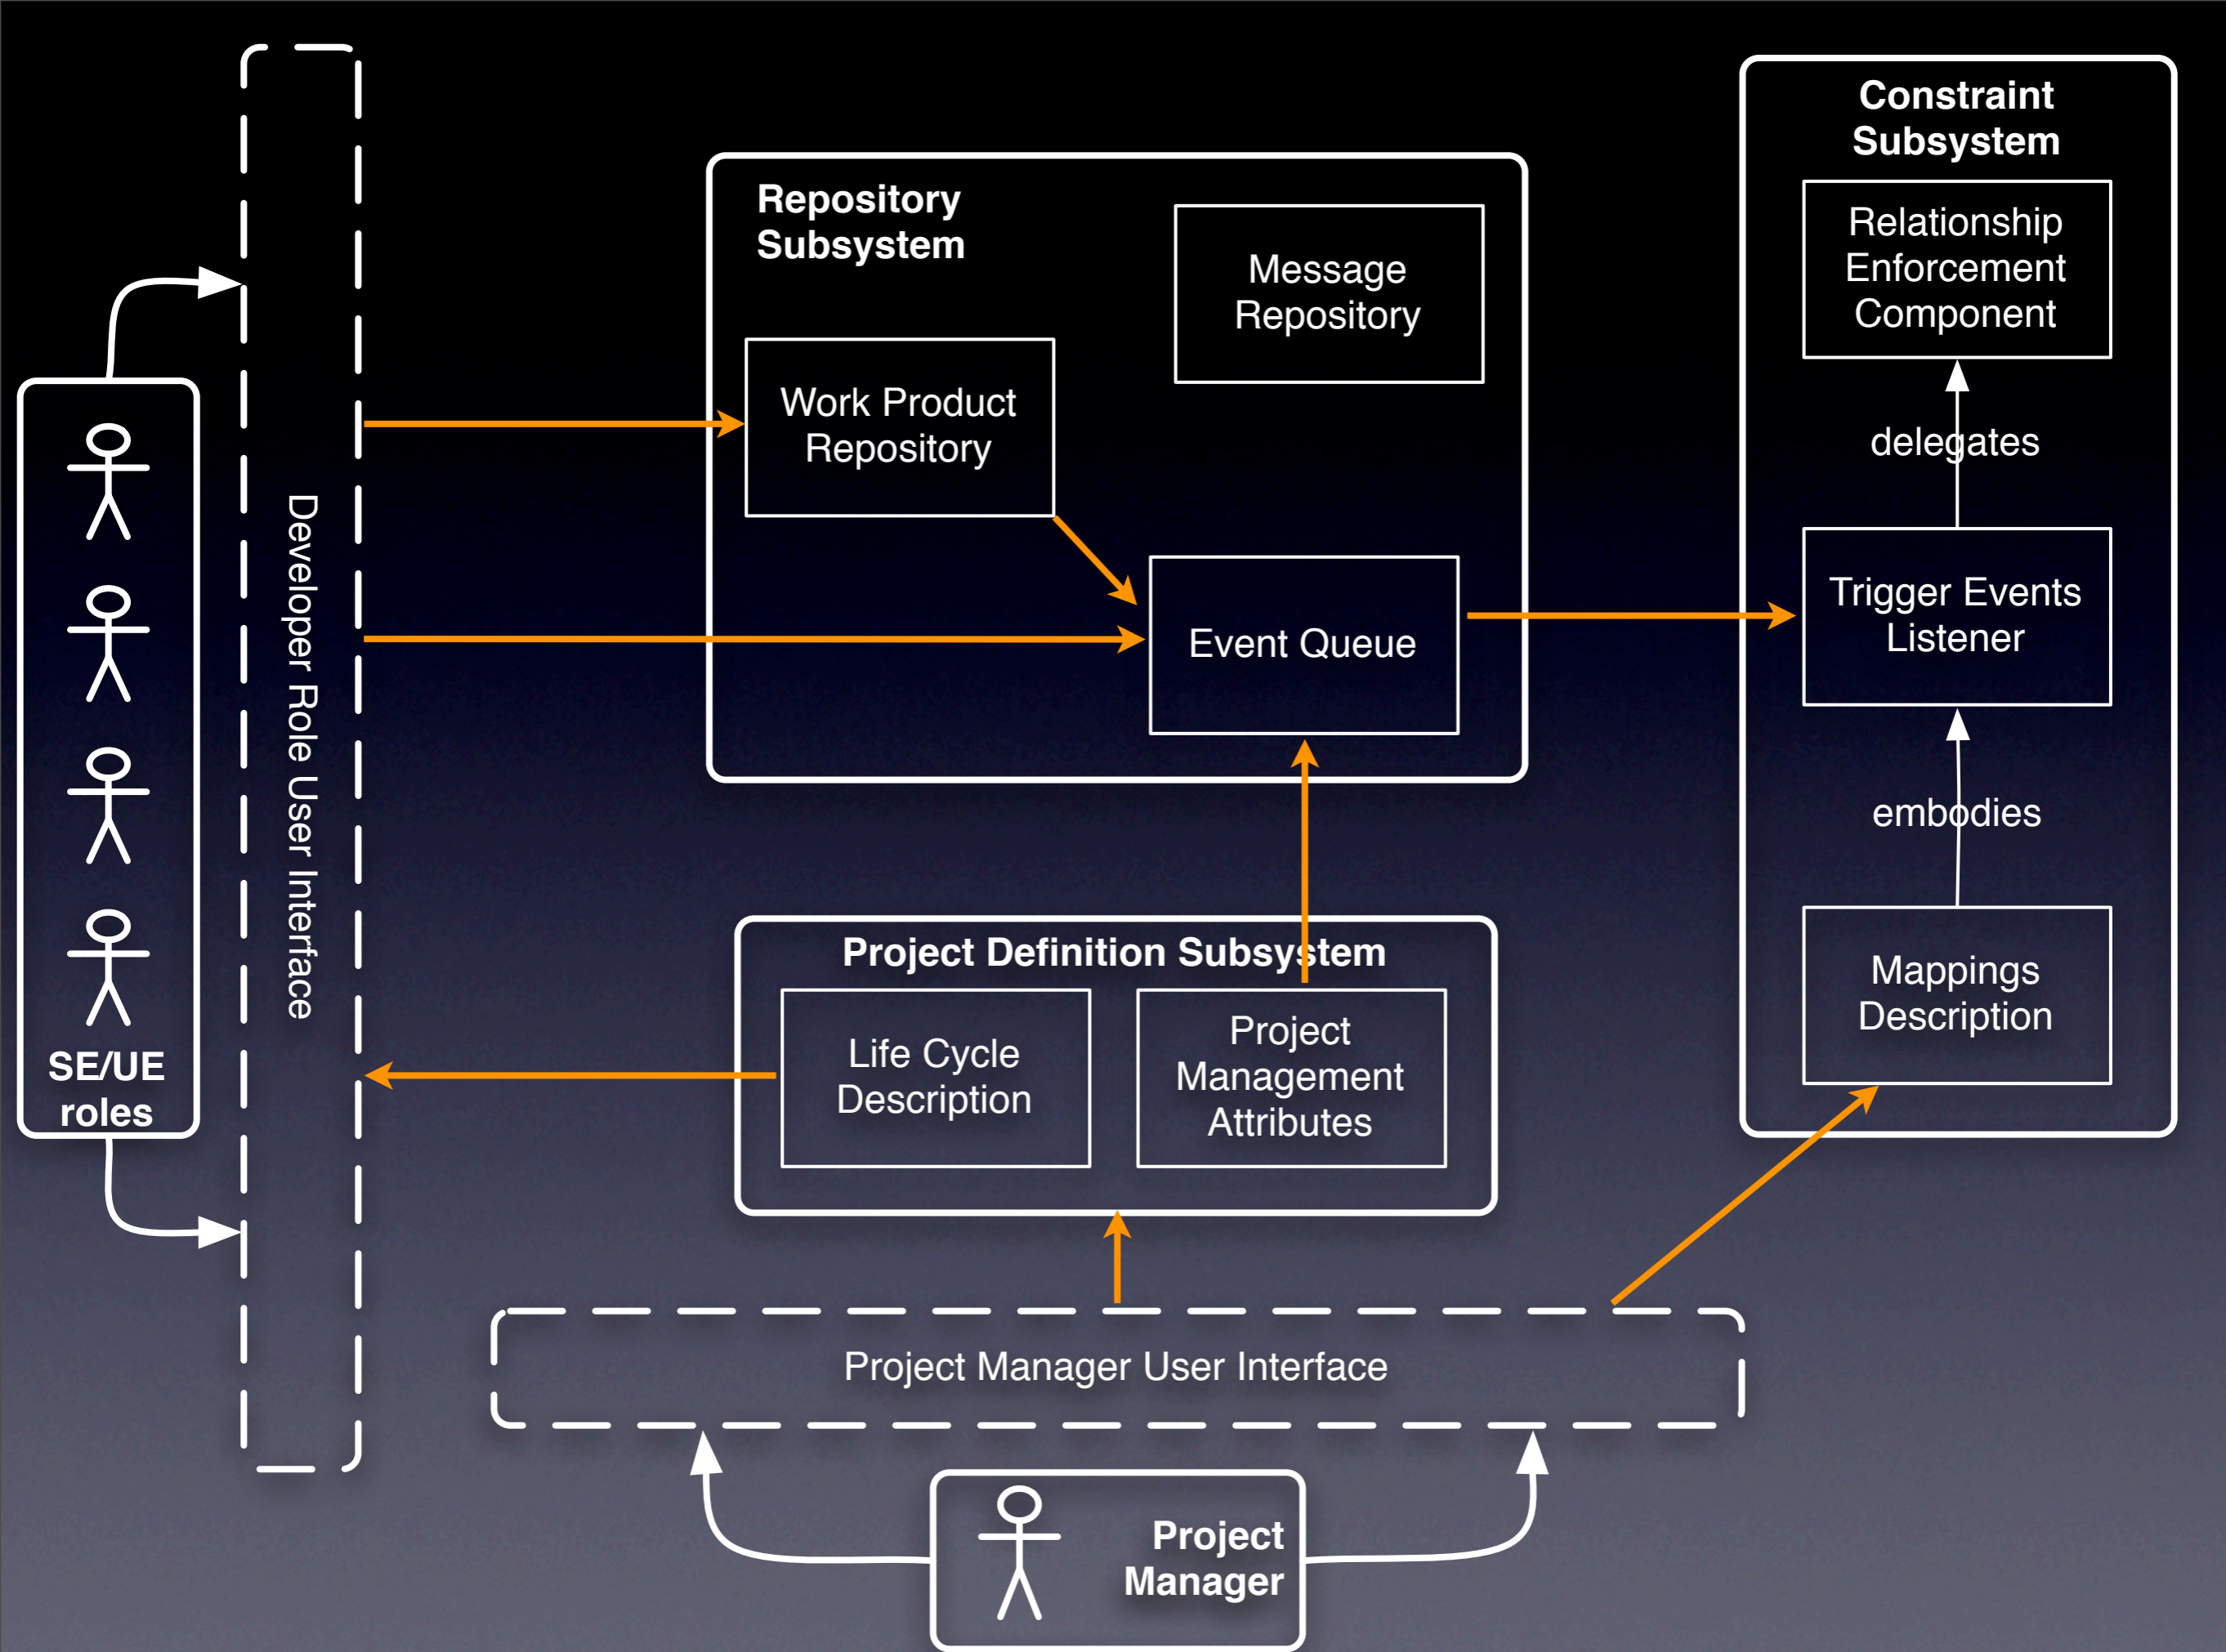 Constraint
Subsystem
Relationship
Enforcement
Component
delegates
Trigger Events
Listener
embodies
Mappings
Description
Repository
Subsystem
Message
Repository
Work Product
Repository
Event Queue
Developer Role User Interface
SE/UE
roles
Project Definition Subsystem
Life Cycle
Description
Project
Management
Attributes
Project Manager User Interface
Project
Manager